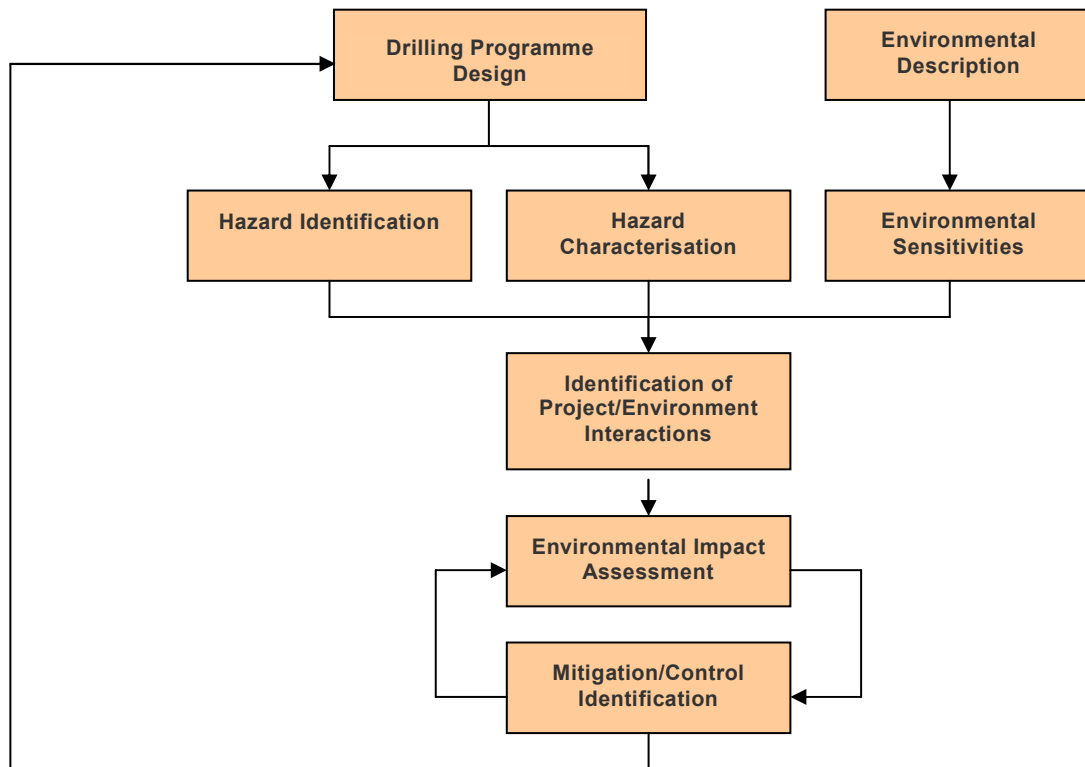 Drilling Programme
Design
Environmental
Description
Hazard Identification
Hazard
Characterisation
Environmental
Sensitivities
Identification of
Project/Environment
Interactions
Environmental Impact
Assessment
Mitigation/Control
Identification